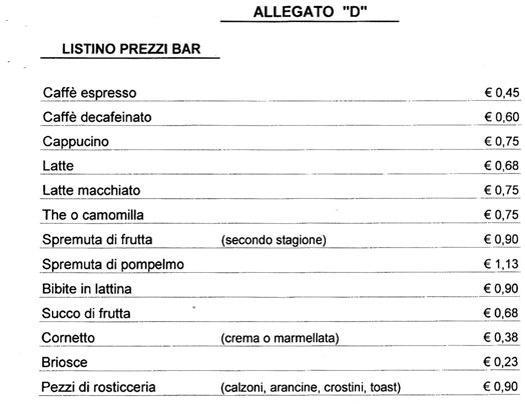 ALLEGATO "D"
LISTINO PREZZI BAR
Caffè espresso € 0,45
Caffè decafeinato € 0,60
Cappucino € 0,75
Latte € 0,68
Latte macchiato € 0,75
The o camomilla € 0,75
Spremuta di frutta (secondo stagione) € 0,90
Spremuta di pompelmo € 1,13
Bibite in lattina € 0,90
Succo di frutta € 0,68
Cornetto (crema o marmellata) € 0,38
Briosce € 0,23
Pezzi di rosticceria (calzoni, arancine, crostini, toast) € 0,90